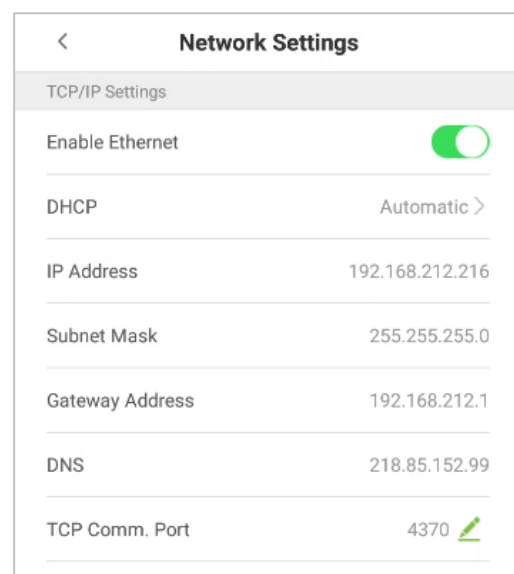 Network Settings
TCP/IP Settings
Enable Ethernet
DHCP Automatic
IP Address 192.168.212.216
Subnet Mask 255.255.255.0
Gateway Address 192.168.212.1
DNS 218.85.152.99
TCP Comm. Port 4370